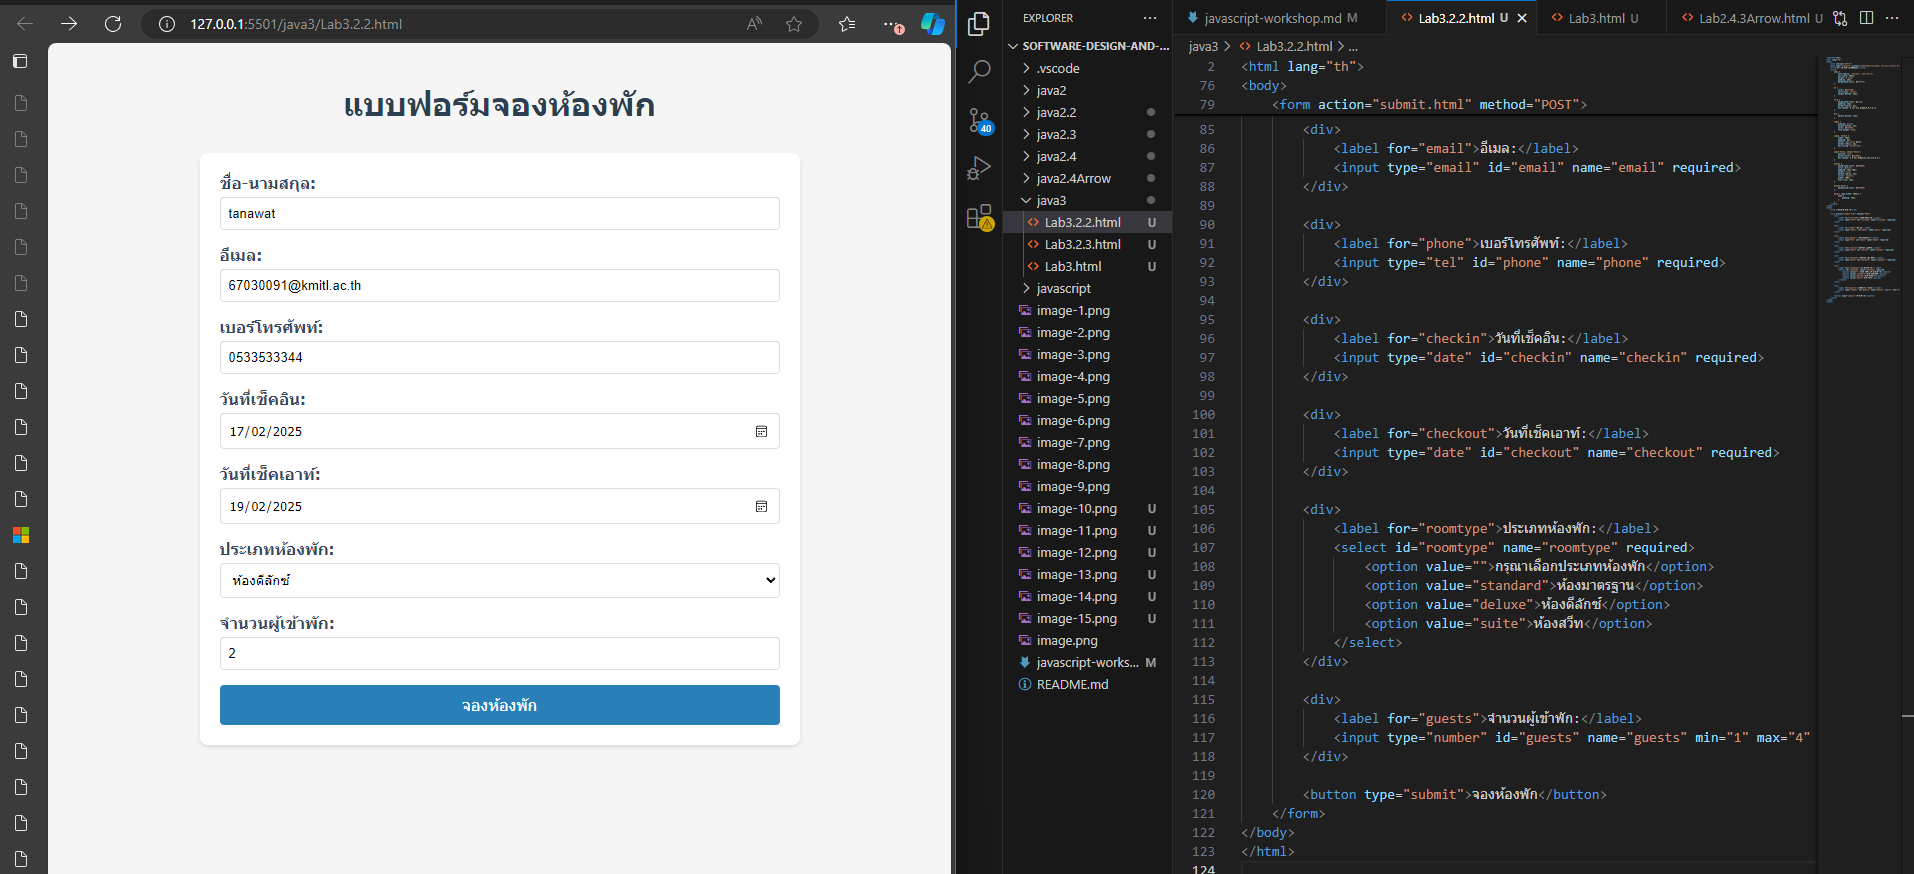 127.0.0.1:5501/java3/Lab3.2.2.html
แบบฟอร์มจองห้องพัก
ชื่อ-นามสกุล:
tanawat
อีเมล:
67030091@kmitl.ac.th
เบอร์โทรศัพท์:
0533533344
วันที่เช็คอิน:
17/02/2025
วันที่เช็คเอาท์:
19/02/2025
ประเภทห้องพัก:
ห้องดีลักซ์
จำนวนผู้เข้าพัก:
2
จองห้องพัก
EXPLORER
SOFTWARE-DESIGN-AND-...
.vscode
java2
java2.2
java2.3
java2.4
java2.4Arrow
java3
Lab3.2.2.html U
Lab3.2.3.html U
Lab3.html U
javascript
image-1.png
image-2.png
image-3.png
image-4.png
image-5.png
image-6.png
image-7.png
image-8.png
image-9.png
image-10.png U
image-11.png U
image-12.png U
image-13.png U
image-14.png U
image-15.png U
image.png
javascript-works... M
README.md
40
javascript-workshop.md M
Lab3.2.2.html U
Lab3.html U
Lab2.4.3Arrow.html U
java3 > Lab3.2.2.html > ...
2 <html lang="th">
76 <body>
79 <form action="submit.html" method="POST">
85 <div>
86 <label for="email">อีเมล:</label>
87 <input type="email" id="email" name="email" required>
88 </div>
89
90 <div>
91 <label for="phone">เบอร์โทรศัพท์:</label>
92 <input type="tel" id="phone" name="phone" required>
93 </div>
94
95 <div>
96 <label for="checkin">วันที่เช็คอิน:</label>
97 <input type="date" id="checkin" name="checkin" required>
98 </div>
99
100 <div>
101 <label for="checkout">วันที่เช็คเอาท์:</label>
102 <input type="date" id="checkout" name="checkout" required>
103 </div>
104
105 <div>
106 <label for="roomtype">ประเภทห้องพัก:</label>
107 <select id="roomtype" name="roomtype" required>
108 <option value="">กรุณาเลือกประเภทห้องพัก</option>
109 <option value="standard">ห้องมาตรฐาน</option>
110 <option value="deluxe">ห้องดีลักซ์</option>
111 <option value="suite">ห้องสวีท</option>
112 </select>
113 </div>
114
115 <div>
116 <label for="guests">จำนวนผู้เข้าพัก:</label>
117 <input type="number" id="guests" name="guests" min="1" max="4"
118 </div>
119
120 <button type="submit">จองห้องพัก</button>
121 </form>
122 </body>
123 </html>
124